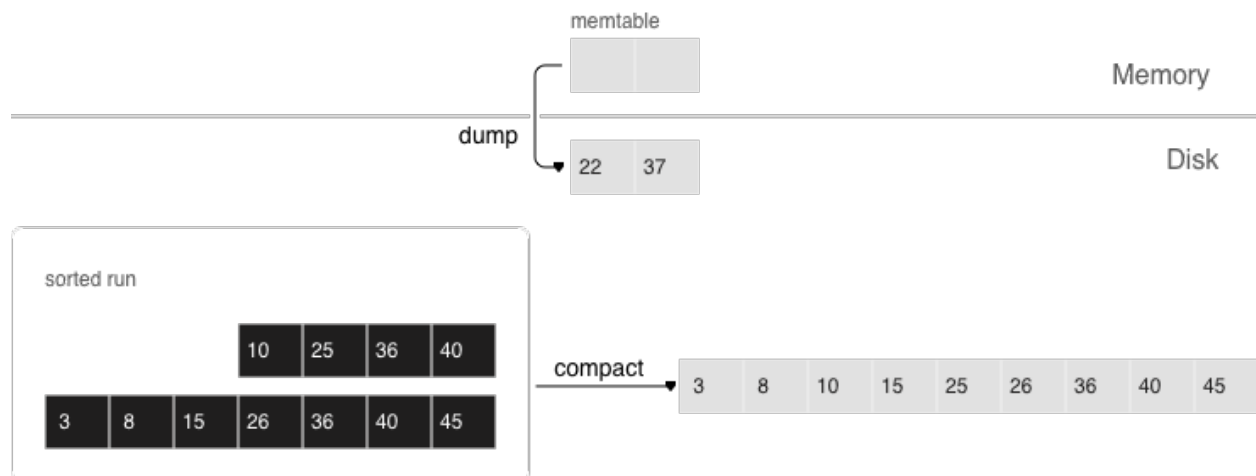 memtable
Memory
dump
22 37
Disk
sorted run
10 25 36 40
3 8 15 26 36 40 45
compact
3 8 10 15 25 26 36 40 45